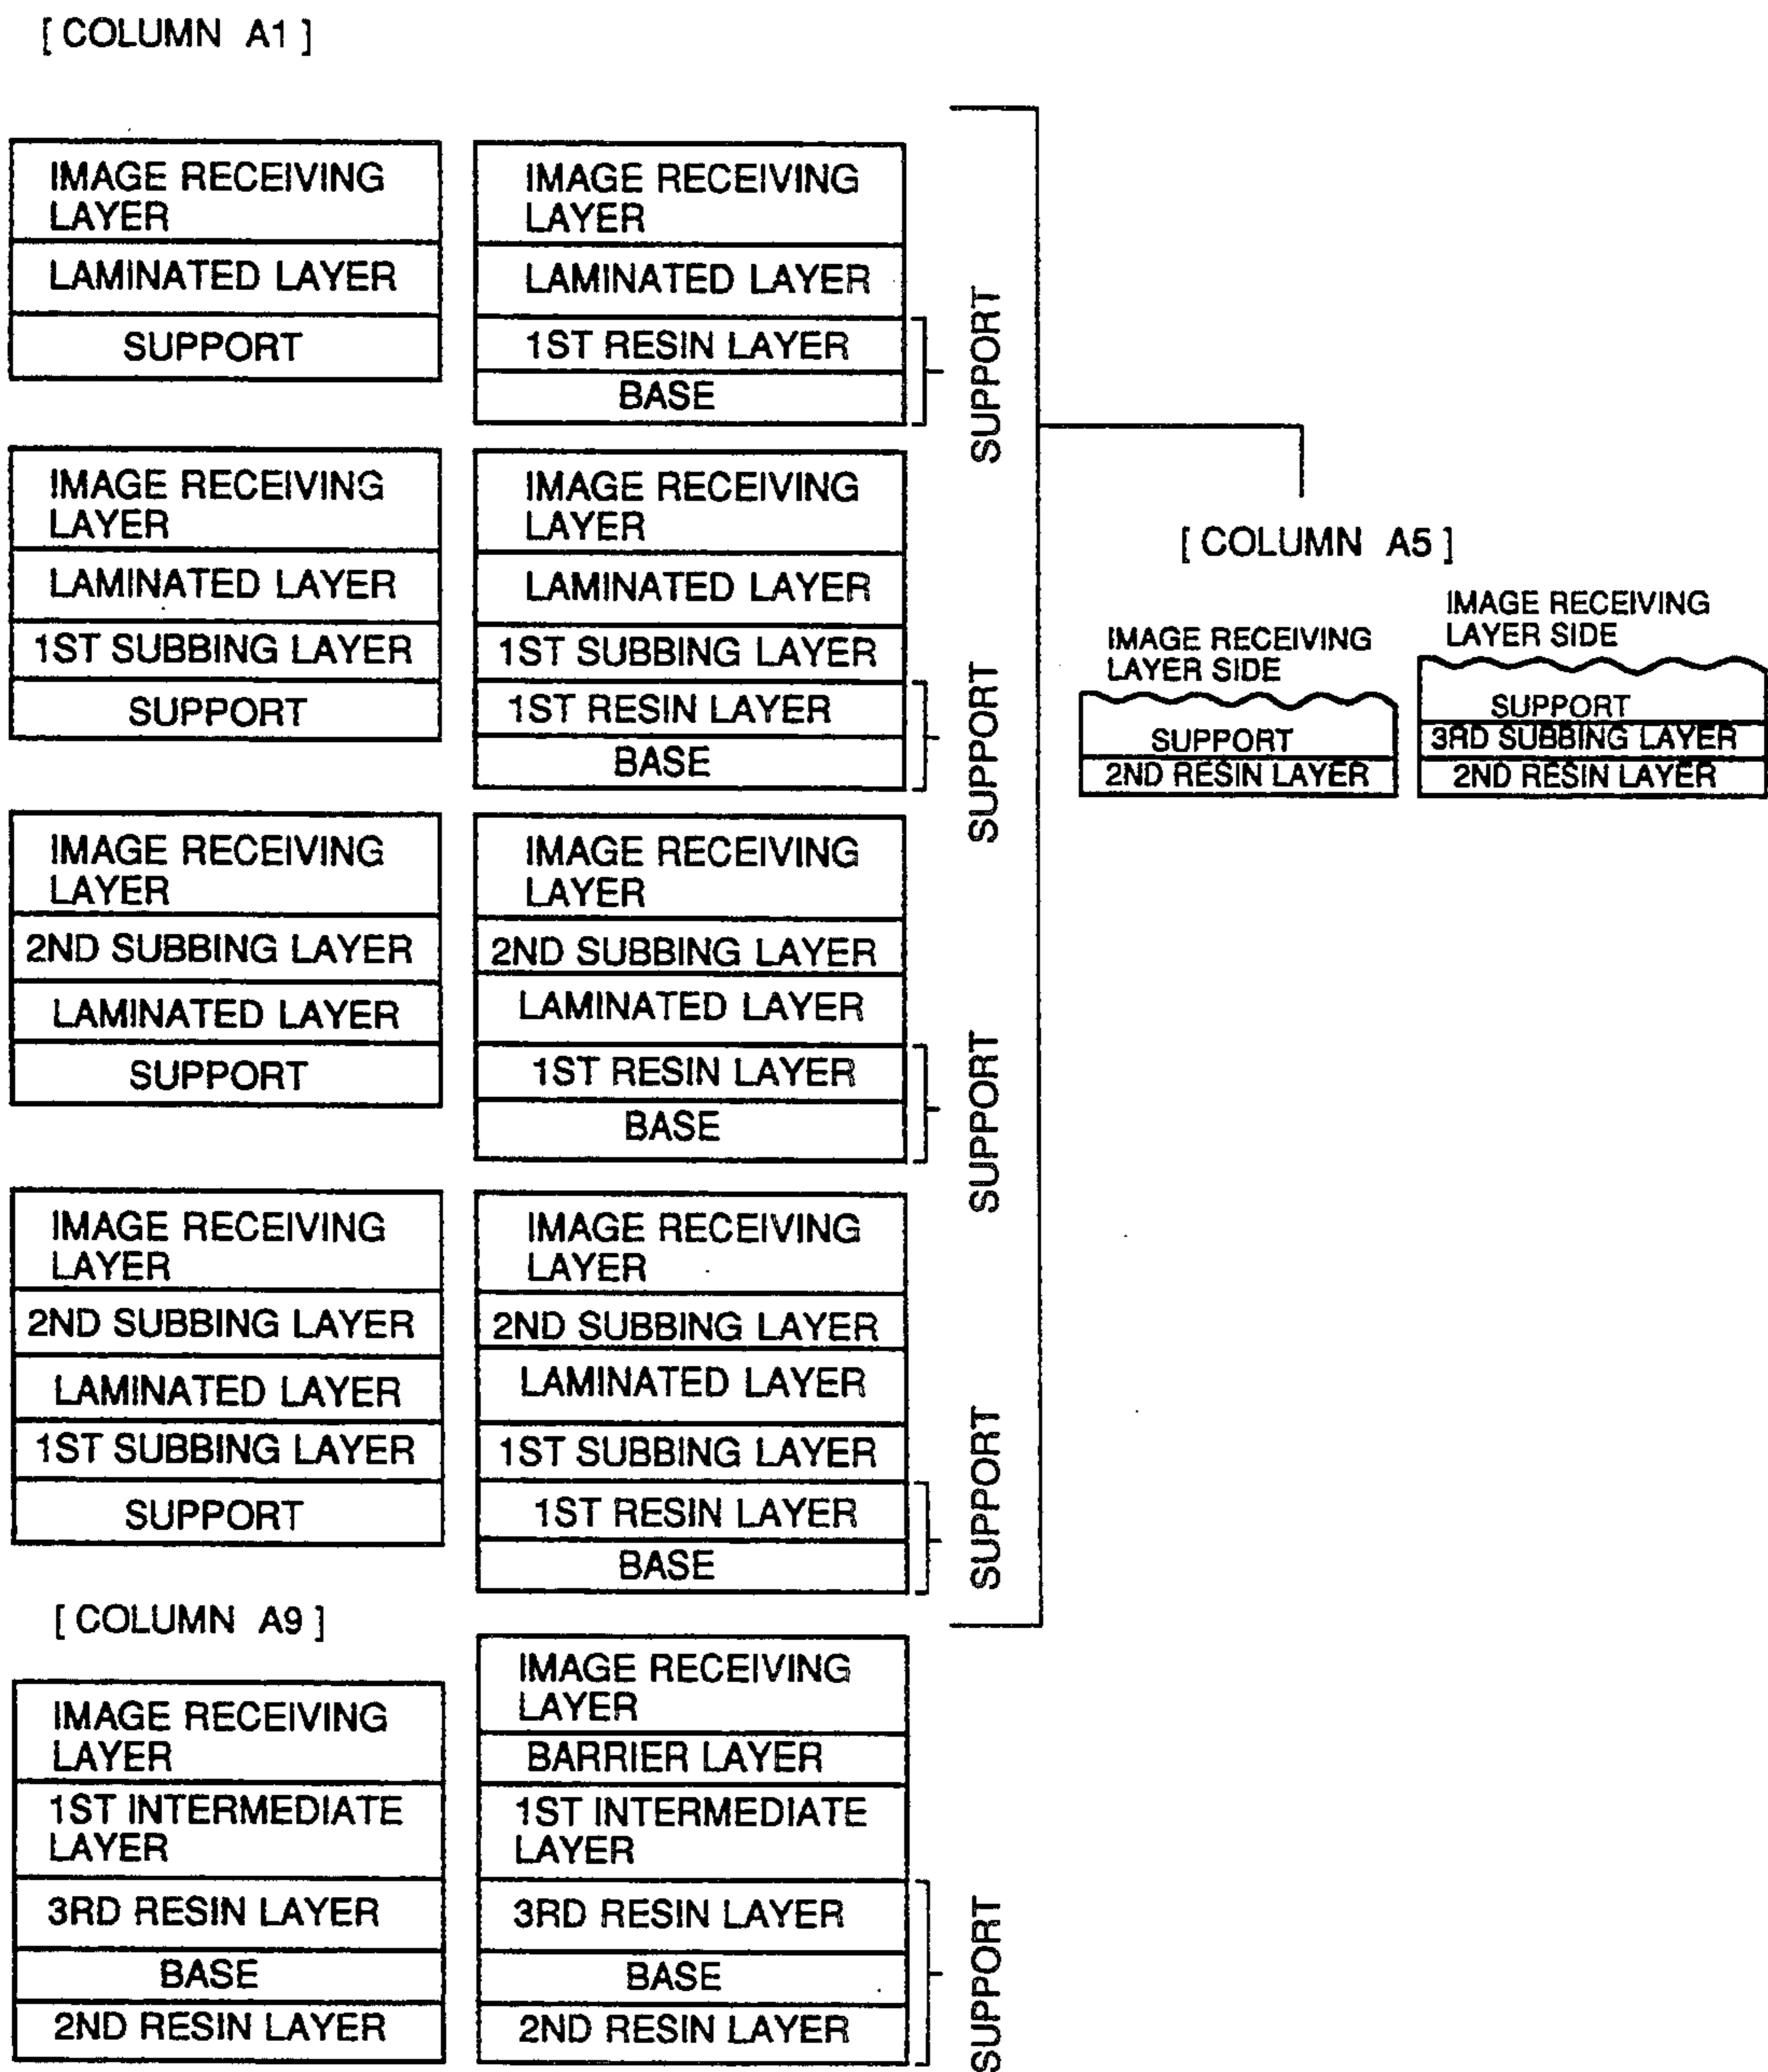 [ COLUMN A1 ]
IMAGE RECEIVING
LAYER
LAMINATED LAYER
SUPPORT
IMAGE RECEIVING
LAYER
LAMINATED LAYER
1ST RESIN LAYER
BASE
SUPPORT
IMAGE RECEIVING
LAYER
LAMINATED LAYER
1ST SUBBING LAYER
SUPPORT
IMAGE RECEIVING
LAYER
LAMINATED LAYER
1ST SUBBING LAYER
1ST RESIN LAYER
BASE
SUPPORT
IMAGE RECEIVING
LAYER
2ND SUBBING LAYER
LAMINATED LAYER
SUPPORT
IMAGE RECEIVING
LAYER
2ND SUBBING LAYER
LAMINATED LAYER
1ST RESIN LAYER
BASE
SUPPORT
IMAGE RECEIVING
LAYER
2ND SUBBING LAYER
LAMINATED LAYER
1ST SUBBING LAYER
SUPPORT
IMAGE RECEIVING
LAYER
2ND SUBBING LAYER
LAMINATED LAYER
1ST SUBBING LAYER
1ST RESIN LAYER
BASE
SUPPORT
[ COLUMN A5 ]
IMAGE RECEIVING
LAYER SIDE
SUPPORT
2ND RESIN LAYER
IMAGE RECEIVING
LAYER SIDE
SUPPORT
3RD SUBBING LAYER
2ND RESIN LAYER
[ COLUMN A9 ]
IMAGE RECEIVING
LAYER
1ST INTERMEDIATE
LAYER
3RD RESIN LAYER
BASE
2ND RESIN LAYER
IMAGE RECEIVING
LAYER
BARRIER LAYER
1ST INTERMEDIATE
LAYER
3RD RESIN LAYER
BASE
2ND RESIN LAYER
SUPPORT